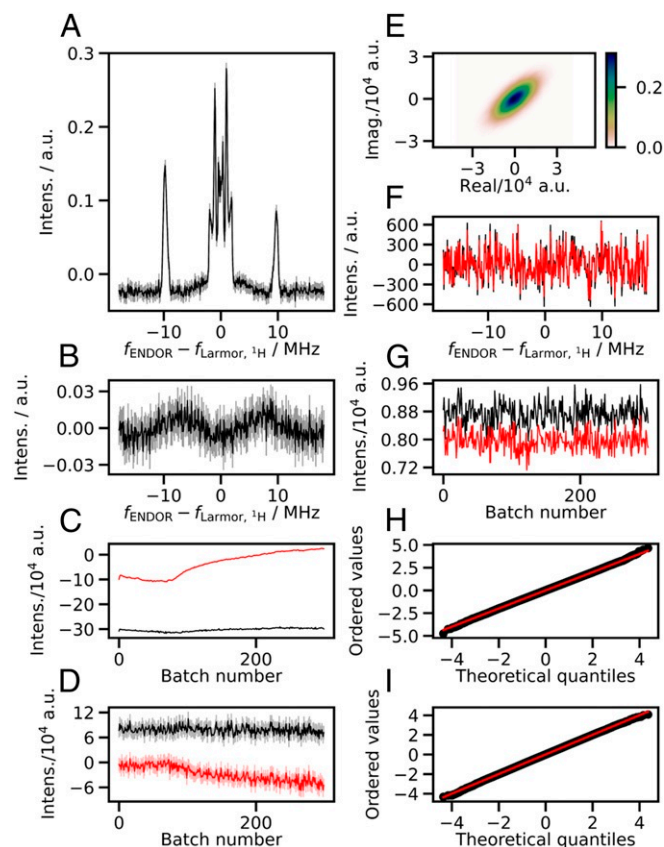 A
0.3
0.2
0.1
0.0
Intens. / a.u.
−10 0 10
fENDOR − fLarmor, 1H / MHz
B
0.03
0.00
−0.03
Intens. / a.u.
−10 0 10
fENDOR − fLarmor, 1H / MHz
C
0
−10
−20
−30
Intens./10⁴ a.u.
0 200
Batch number
D
12
6
0
−6
Intens./10⁴ a.u.
0 200
Batch number
E
3
0
−3
Imag./10⁴ a.u.
−3 0 3
Real/10⁴ a.u.
0.2
0.0
F
600
300
0
−300
−600
Intens. / a.u.
−10 0 10
fENDOR − fLarmor, 1H / MHz
G
0.96
0.88
0.80
0.72
Intens./10⁴ a.u.
0 200
Batch number
H
5.0
2.5
0.0
−2.5
−5.0
Ordered values
−4 −2 0 2 4
Theoretical quantiles
I
4
2
0
−2
−4
Ordered values
−4 −2 0 2 4
Theoretical quantiles